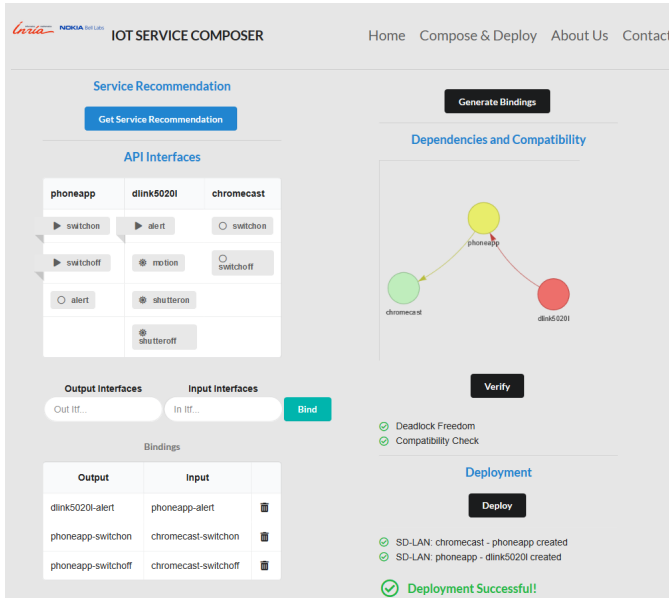 Inria NOKIA Bell Labs IOT SERVICE COMPOSER
Home Compose & Deploy About Us Contact
Service Recommendation
Get Service Recommendation
API Interfaces
phoneapp dlink5020l chromecast
switchon alert switchon
switchoff motion switchoff
alert shutteron
shutteroff
Output Interfaces Input Interfaces
Out Itf... In Itf... Bind
Bindings
Output Input
dlink5020l-alert phoneapp-alert
phoneapp-switchon chromecast-switchon
phoneapp-switchoff chromecast-switchoff
Generate Bindings
Dependencies and Compatibility
phoneapp
chromecast
dlink5020l
Verify
Deadlock Freedom
Compatibility Check
Deployment
Deploy
SD-LAN: chromecast - phoneapp created
SD-LAN: phoneapp - dlink5020l created
Deployment Successful!